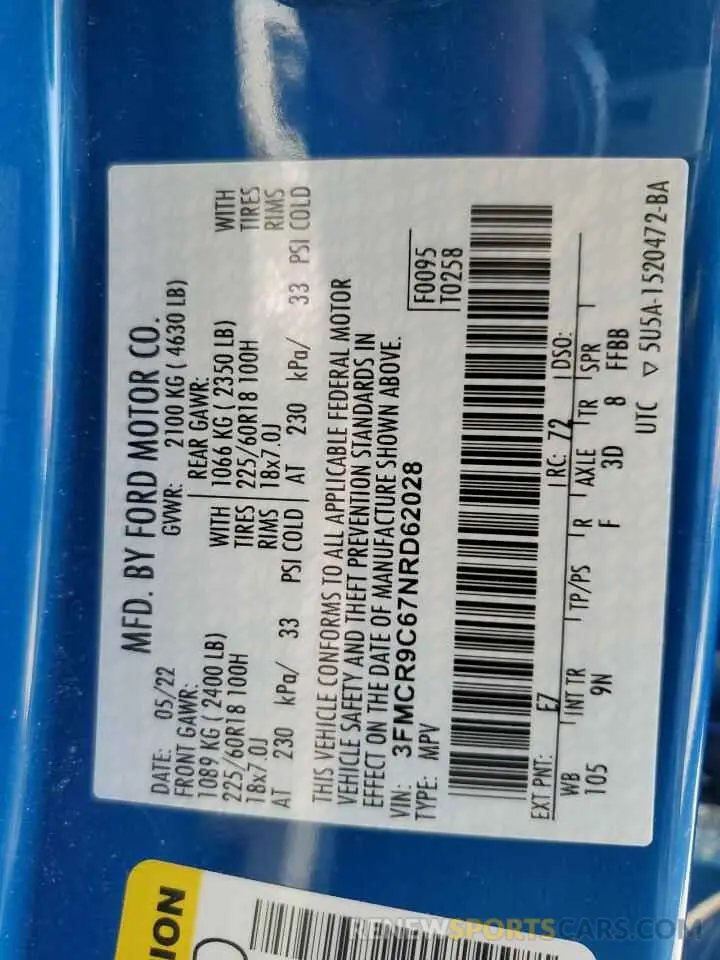 MFD. BY FORD MOTOR CO.
DATE: 05/22 GVWR: 2100 KG ( 4630 LB)
FRONT GAWR: REAR GAWR:
1089 KG ( 2400 LB) WITH 1066 KG ( 2350 LB) WITH
225/60R18 100H TIRES 225/60R18 100H TIRES
18x7.0J RIMS 18x7.0J RIMS
AT 230 kPa/ 33 PSI COLD AT 230 kPa/ 33 PSI COLD
THIS VEHICLE CONFORMS TO ALL APPLICABLE FEDERAL MOTOR
VEHICLE SAFETY AND THEFT PREVENTION STANDARDS IN
EFFECT ON THE DATE OF MANUFACTURE SHOWN ABOVE.
VIN: 3FMCR9C67NRD62028
TYPE: MPV
F0095
T0258
EXT PNT: E7 RC: 72 DSO:
WB INT TR TP/PS R AXLE TR SPR
105 9N F 3D 8 FFBB
UTC ▽ 5U5A-1520472-BA
ION
RENEWSPORTSCARS.COM